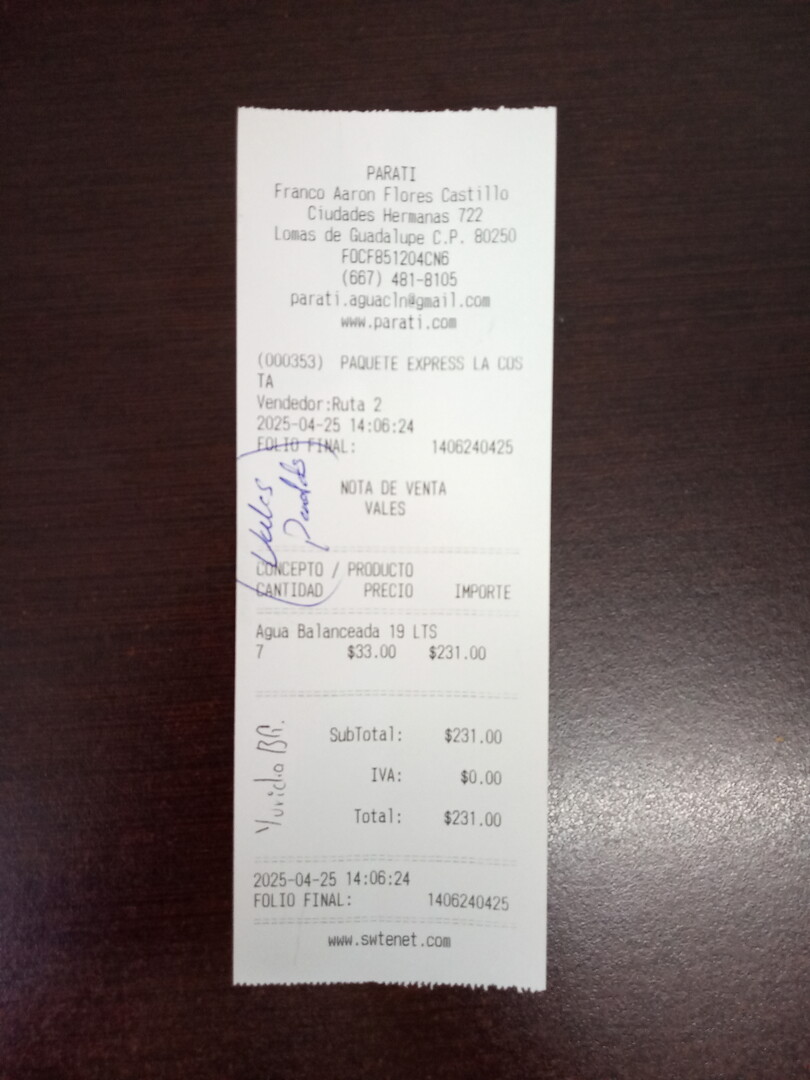 PARATI
Franco Aaron Flores Castillo
Ciudades Hermanas 722
Lomas de Guadalupe C.P. 80250
FOCF851204CN6
(667) 481-8105
parati.aguacln@gmail.com
www.parati.com
(000353) PAQUETE EXPRESS LA COS
TA
Vendedor:Ruta 2
2025-04-25 14:06:24
FOLIO FINAL: 1406240425
Vales
NOTA DE VENTA
VALES
CONCEPTO / PRODUCTO
CANTIDAD PRECIO IMPORTE
Agua Balanceada 19 LTS
7 $33.00 $231.00
SubTotal: $231.00
IVA: $0.00
Total: $231.00
2025-04-25 14:06:24
FOLIO FINAL: 1406240425
www.swtenet.com